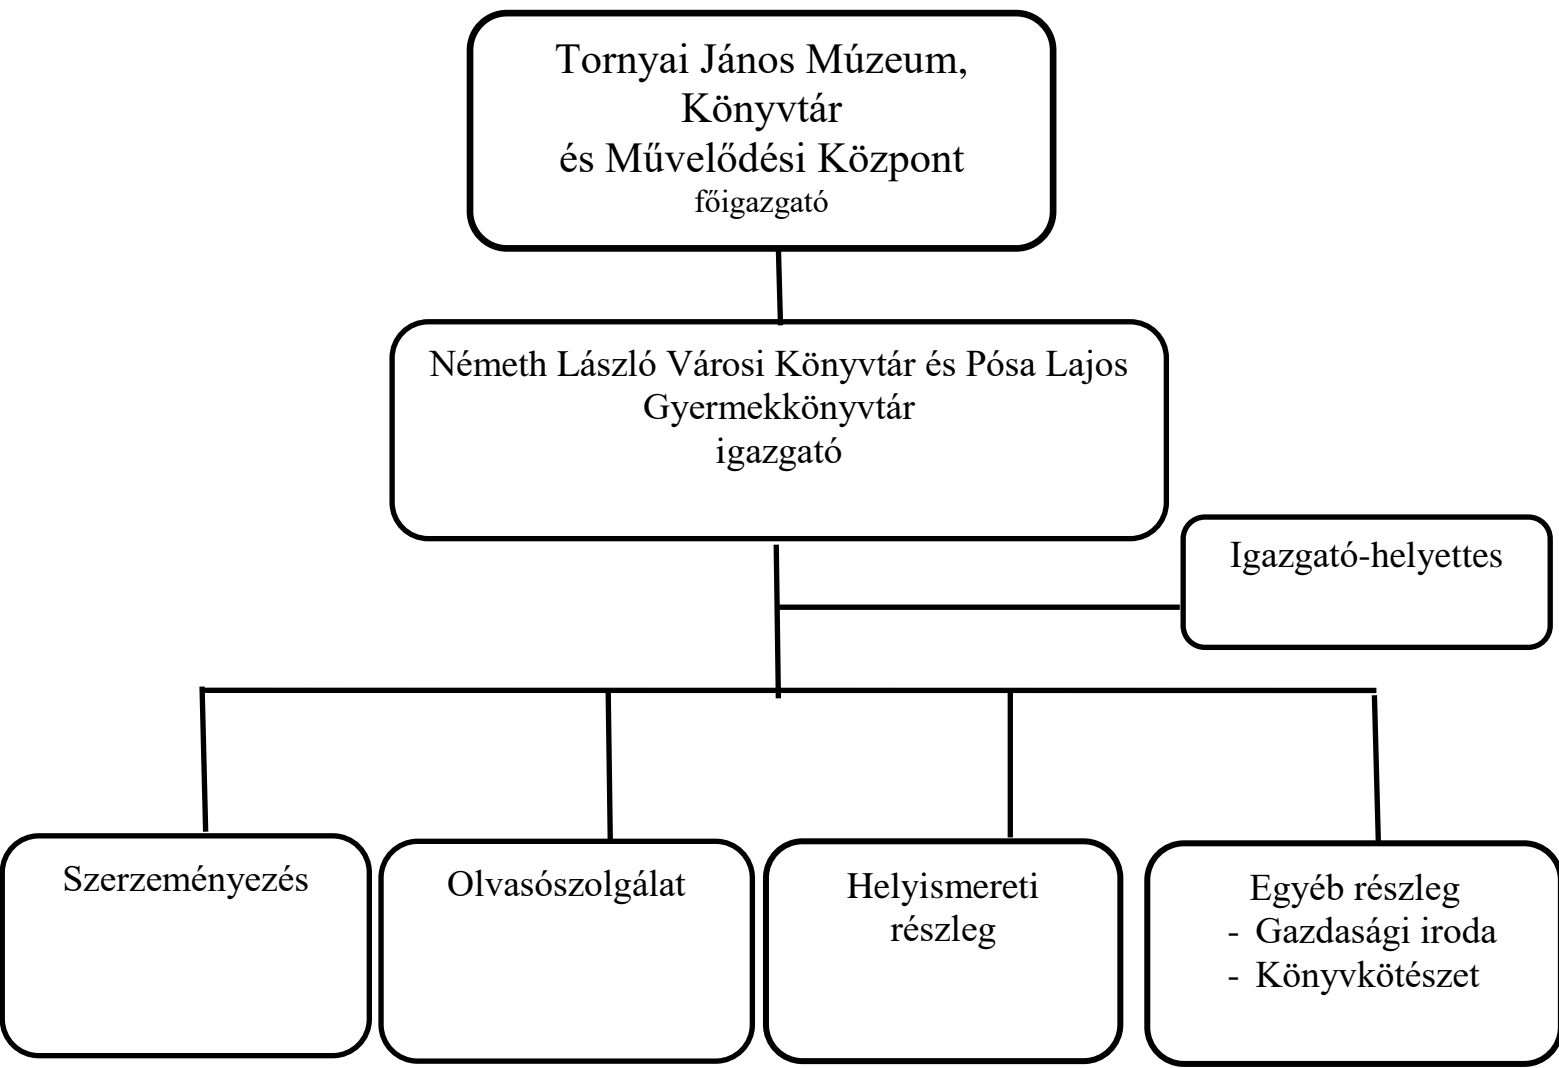 Tornyai János Múzeum,
Könyvtár
és Művelődési Központ
főigazgató
Németh László Városi Könyvtár és Pósa Lajos
Gyermekkönyvtár
igazgató
Igazgató-helyettes
Szerzeményezés
Olvasószolgálat
Helyismereti
részleg
Egyéb részleg
- Gazdasági iroda
- Könyvkötészet